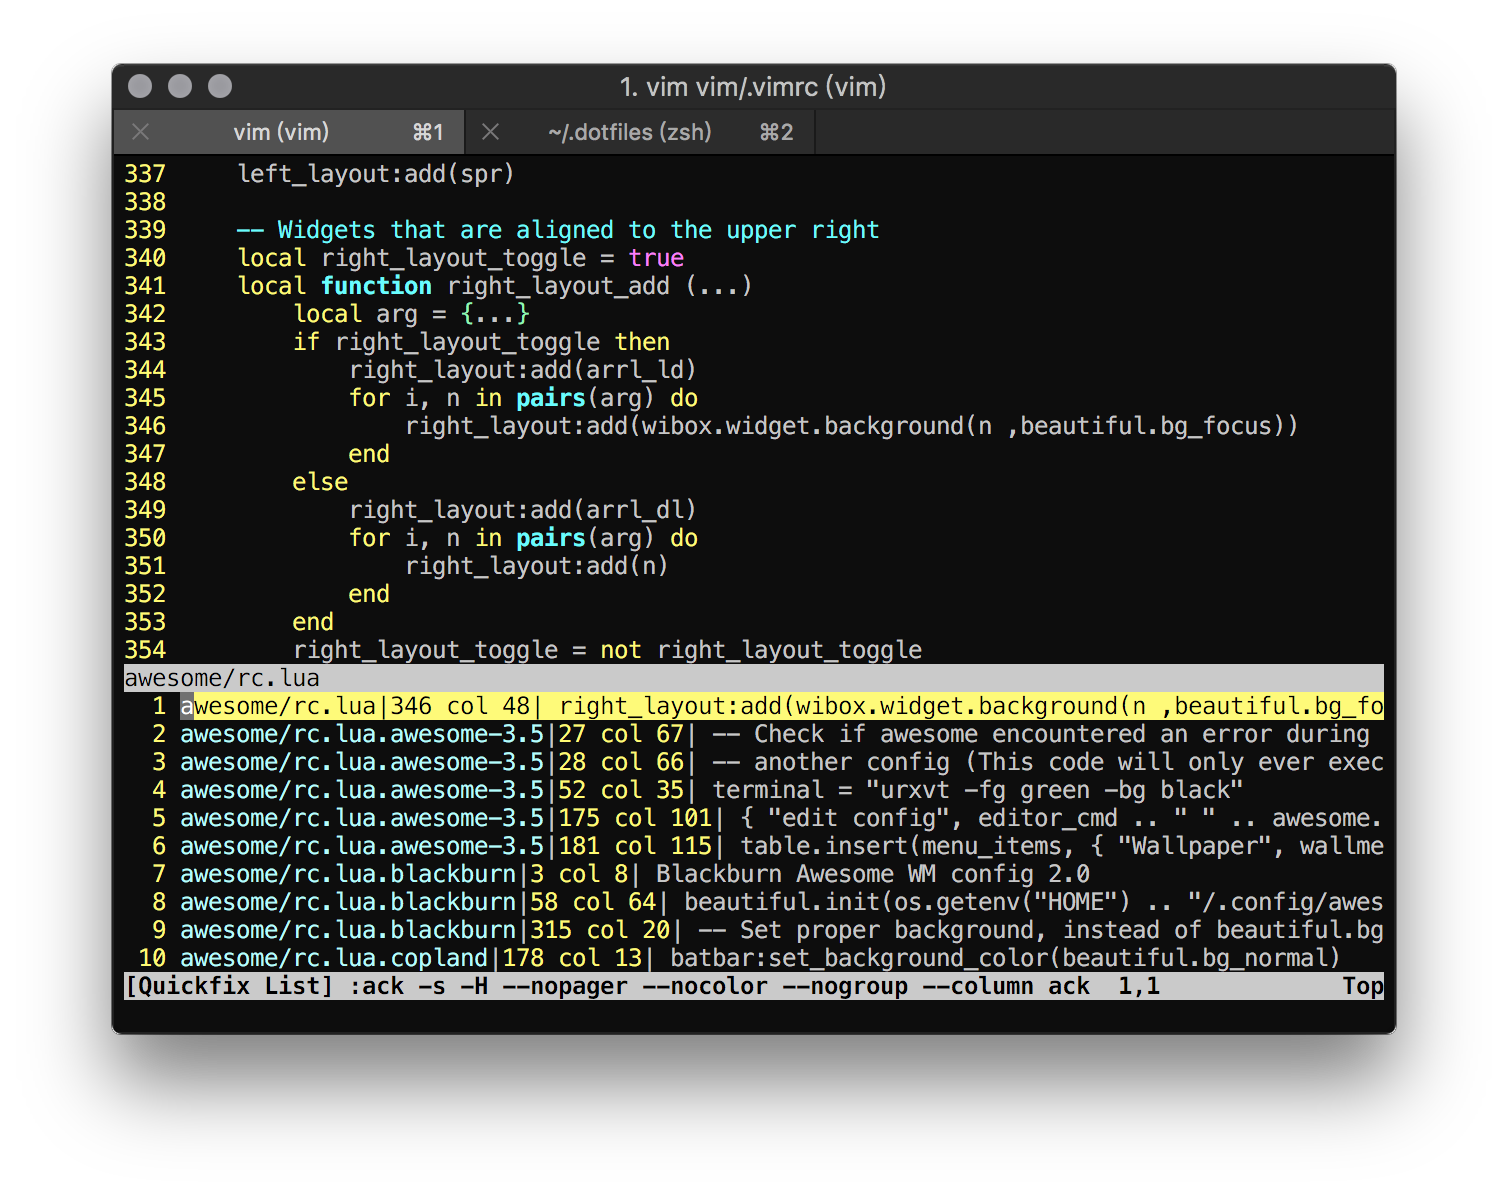 1. vim vim/.vimrc (vim)
vim (vim) ⌘1 ~/.dotfiles (zsh) ⌘2
337     left_layout:add(spr)
338
339     -- Widgets that are aligned to the upper right
340     local right_layout_toggle = true
341     local function right_layout_add (...)
342         local arg = {...}
343         if right_layout_toggle then
344             right_layout:add(arrl_ld)
345             for i, n in pairs(arg) do
346                 right_layout:add(wibox.widget.background(n ,beautiful.bg_focus))
347             end
348         else
349             right_layout:add(arrl_dl)
350             for i, n in pairs(arg) do
351                 right_layout:add(n)
352             end
353         end
354         right_layout_toggle = not right_layout_toggle
awesome/rc.lua
1 awesome/rc.lua|346 col 48| right_layout:add(wibox.widget.background(n ,beautiful.bg_fo
2 awesome/rc.lua.awesome-3.5|27 col 67| -- Check if awesome encountered an error during
3 awesome/rc.lua.awesome-3.5|28 col 66| -- another config (This code will only ever exec
4 awesome/rc.lua.awesome-3.5|52 col 35| terminal = "urxvt -fg green -bg black"
5 awesome/rc.lua.awesome-3.5|175 col 101| { "edit config", editor_cmd .. " " .. awesome.
6 awesome/rc.lua.awesome-3.5|181 col 115| table.insert(menu_items, { "Wallpaper", wallme
7 awesome/rc.lua.blackburn|3 col 8| Blackburn Awesome WM config 2.0
8 awesome/rc.lua.blackburn|58 col 64| beautiful.init(os.getenv("HOME") .. "/.config/awes
9 awesome/rc.lua.blackburn|315 col 20| -- Set proper background, instead of beautiful.bg
10 awesome/rc.lua.copland|178 col 13| batbar:set_background_color(beautiful.bg_normal)
[Quickfix List] :ack -s -H --nopager --nocolor --nogroup --column ack  1,1 Top